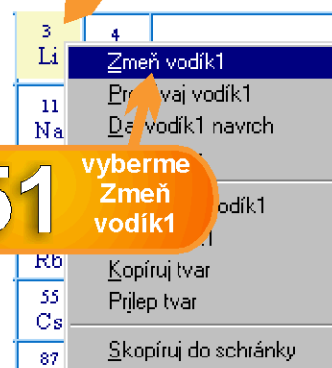 3 4
Li
Zmeň vodík1
vodík1
11
Na
Daj vodík1 navrch
51
vyberme
Zmeň
vodík1
Rb
Kopíruj tvar
55
Cs
Prilep tvar
87
Skopíruj do schránky